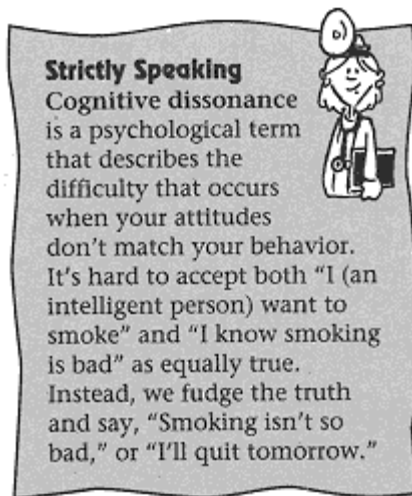 Strictly Speaking
Cognitive dissonance
is a psychological term
that describes the
difficulty that occurs
when your attitudes
don't match your behavior.
It's hard to accept both "I (an
intelligent person) want to
smoke" and "I know smoking
is bad" as equally true.
Instead, we fudge the truth
and say, "Smoking isn't so
bad," or "I'll quit tomorrow."